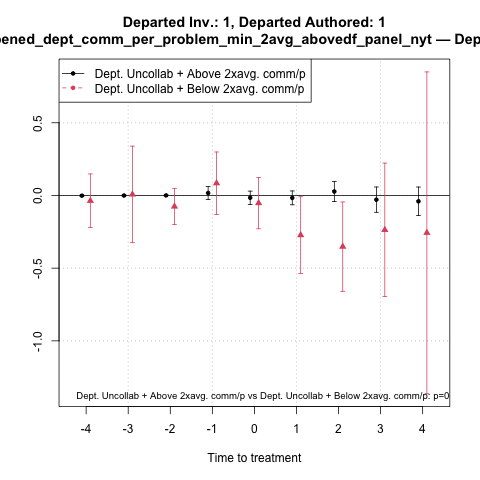 Departed Inv.: 1, Departed Authored: 1
pened_dept_comm_per_problem_min_2avg_abovedf_panel_nyt — Dep
Dept. Uncollab + Above 2xavg. comm/p
Dept. Uncollab + Below 2xavg. comm/p
0.5
0.0
-0.5
-1.0
Dept. Uncollab + Above 2xavg. comm/p vs Dept. Uncollab + Below 2xavg. comm/p: p=0
-4 -3 -2 -1 0 1 2 3 4
Time to treatment